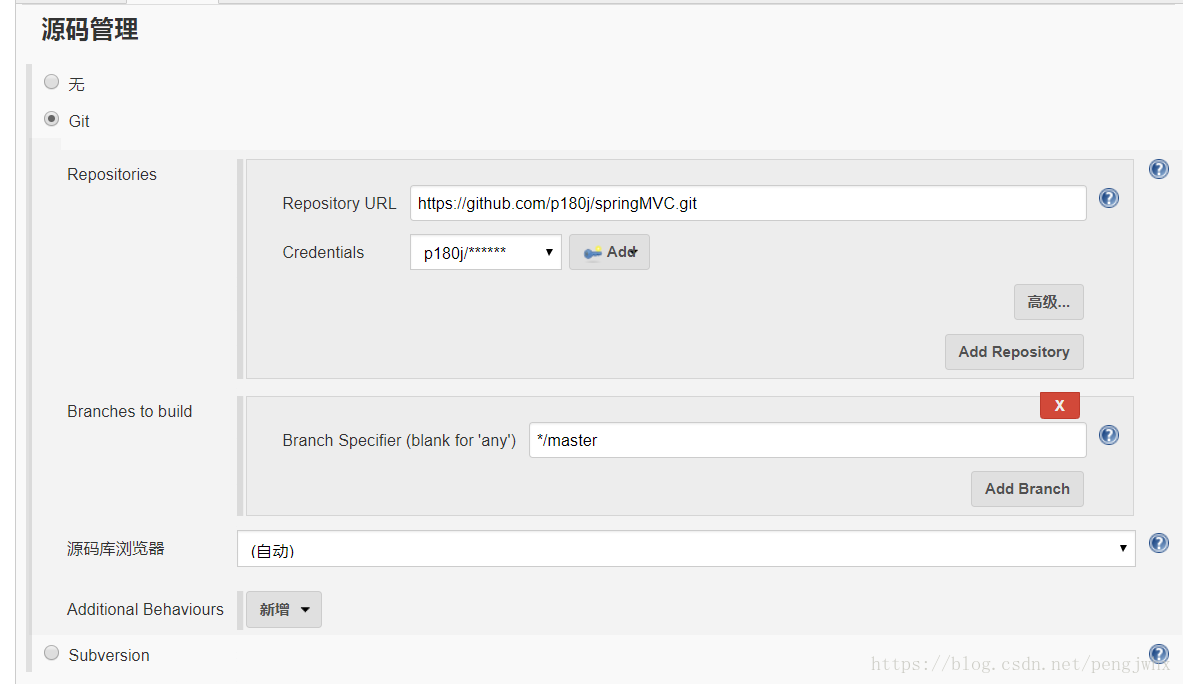 源码管理
无
Git
Repositories
Repository URL https://github.com/p180j/springMVC.git
Credentials p180j/****** Add
高级...
Add Repository
Branches to build
X
Branch Specifier (blank for 'any') */master
Add Branch
源码库浏览器 (自动)
Additional Behaviours 新增
Subversion
https://blog.csdn.net/pengjwhx